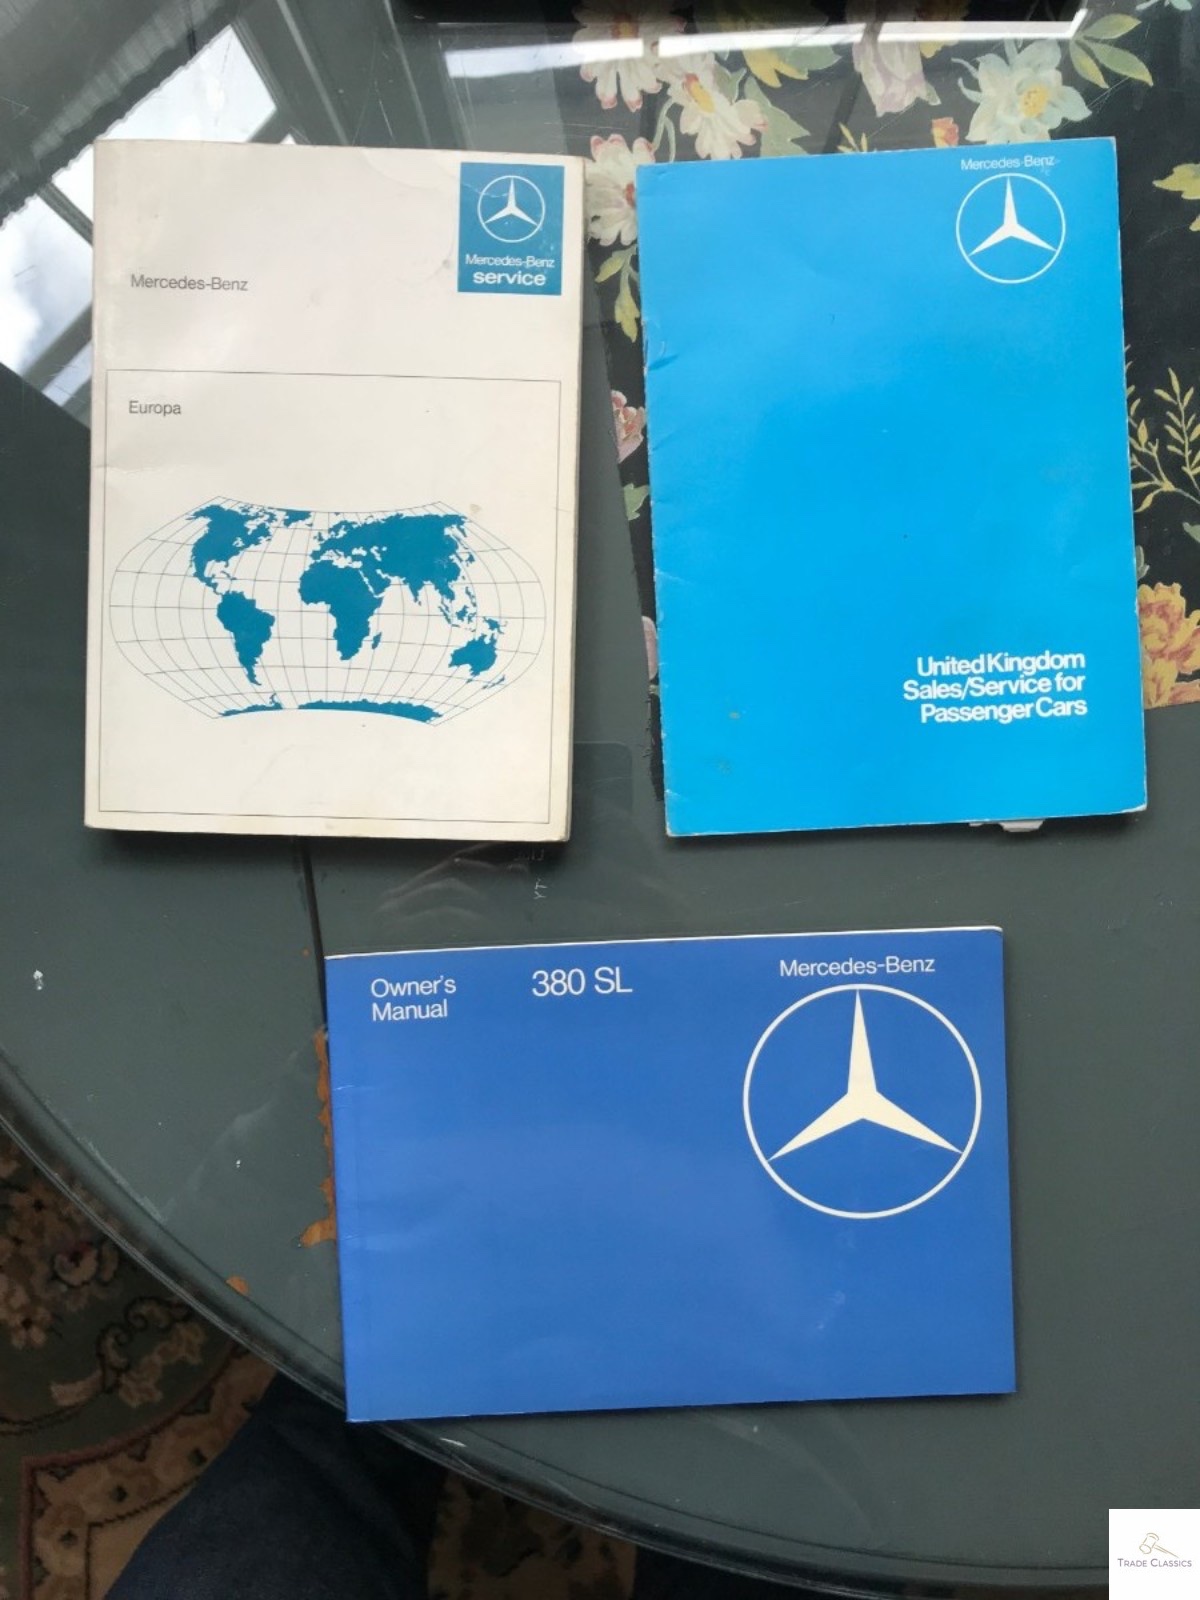 Mercedes-Benz
Mercedes-Benz
service
Europa
Mercedes-Benz
United Kingdom
Sales/Service for
Passenger Cars
Owner's
Manual
380 SL
Mercedes-Benz
TRADE CLASSICS